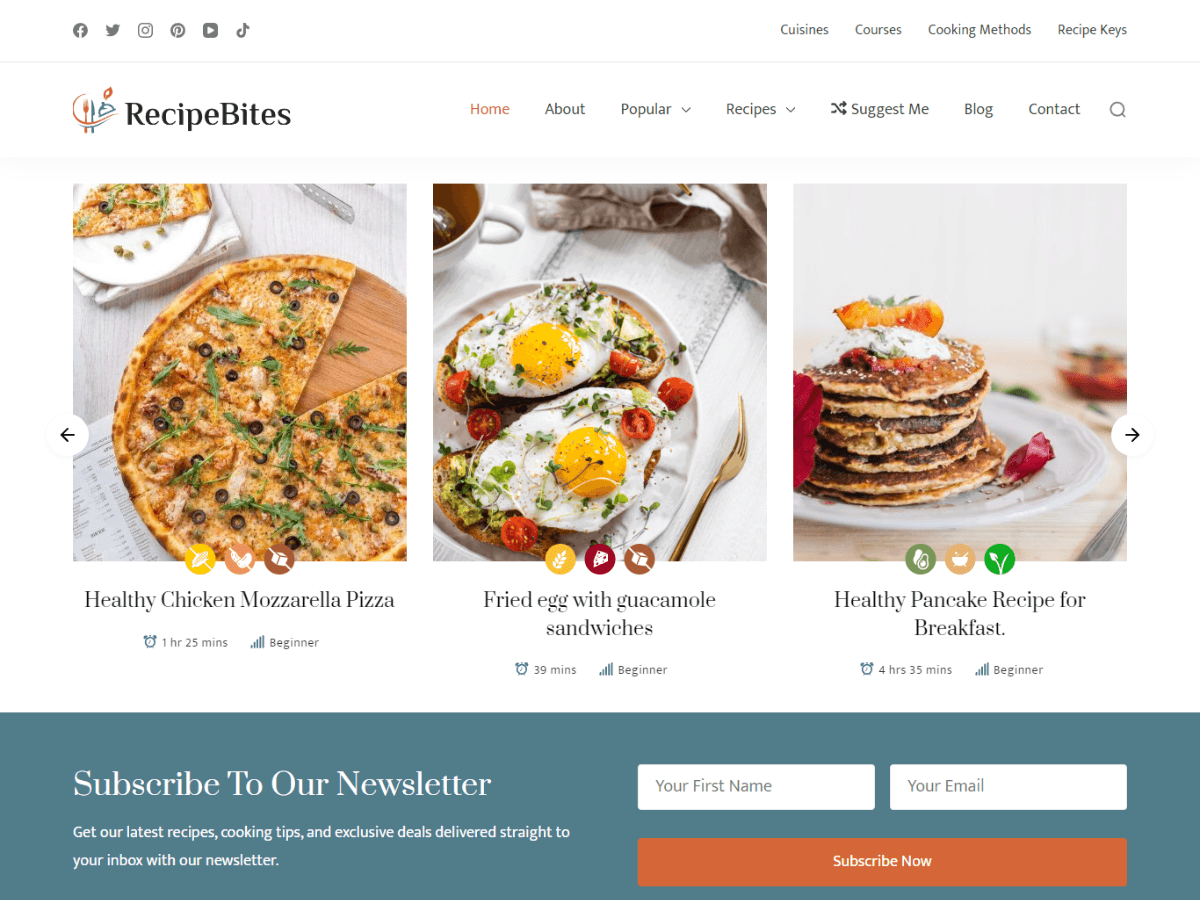 Cuisines Courses Cooking Methods Recipe Keys
RecipeBites
Home About Popular Recipes Suggest Me Blog Contact
Healthy Chicken Mozzarella Pizza
1 hr 25 mins Beginner
Fried egg with guacamole
sandwiches
39 mins Beginner
Healthy Pancake Recipe for
Breakfast.
4 hrs 35 mins Beginner
Subscribe To Our Newsletter
Get our latest recipes, cooking tips, and exclusive deals delivered straight to
your inbox with our newsletter.
Your First Name Your Email
Subscribe Now